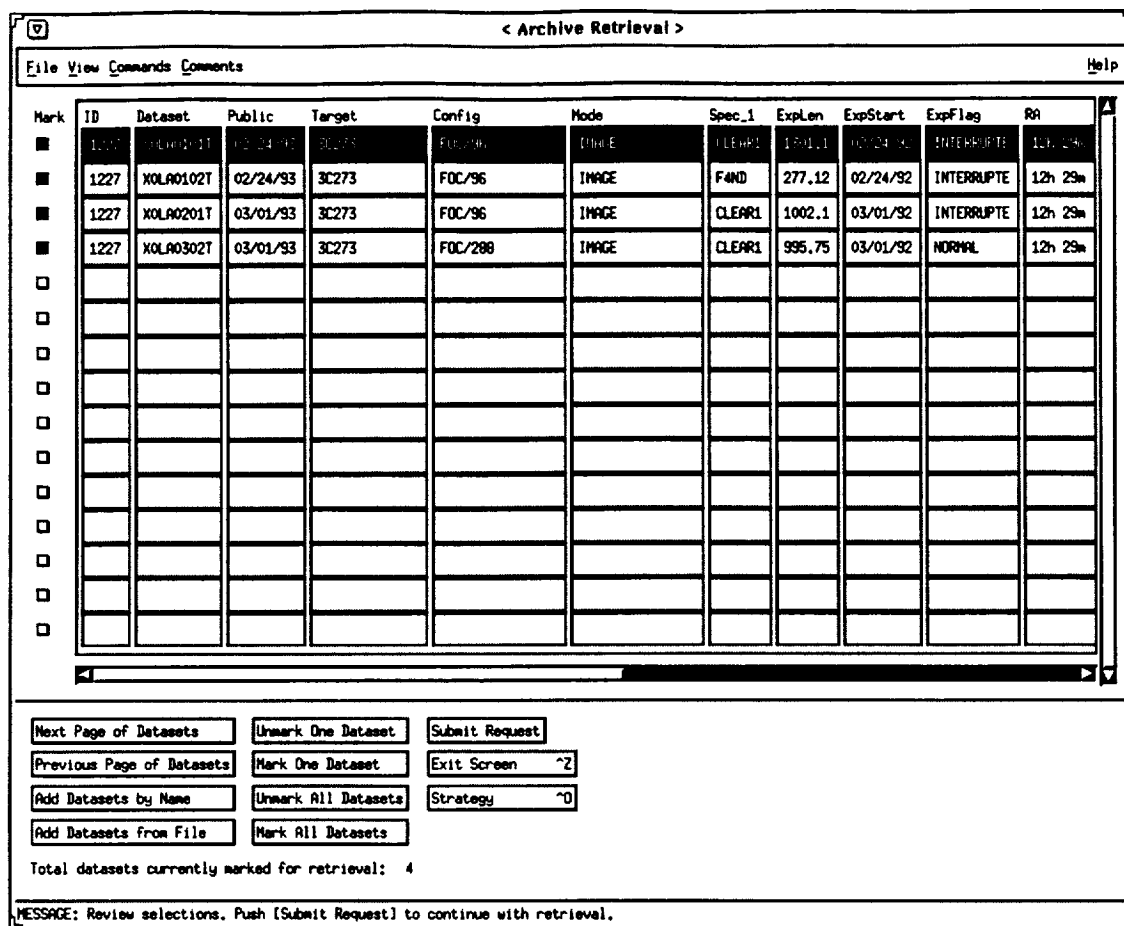 < Archive Retrieval >
File View Commands Comments Help
Mark ID Dataset Public Target Config Mode Spec_1 ExpLen ExpStart ExpFlag RA
3C273 FOC/96 IMAGE CLEAR1 INTERRUPTE
1227 X0LA0102T 02/24/93 3C273 FOC/96 IMAGE F4ND 277.12 02/24/92 INTERRUPTE 12h 29m
1227 X0LA0201T 03/01/93 3C273 FOC/96 IMAGE CLEAR1 1002.1 03/01/92 INTERRUPTE 12h 29m
1227 X0LA0302T 03/01/93 3C273 FOC/288 IMAGE CLEAR1 995.75 03/01/92 NORMAL 12h 29m
Next Page of Datasets Unmark One Dataset Submit Request
Previous Page of Datasets Mark One Dataset Exit Screen ^Z
Add Datasets by Name Unmark All Datasets Strategy ^O
Add Datasets from File Mark All Datasets
Total datasets currently marked for retrieval: 4
MESSAGE: Review selections. Push [Submit Request] to continue with retrieval.